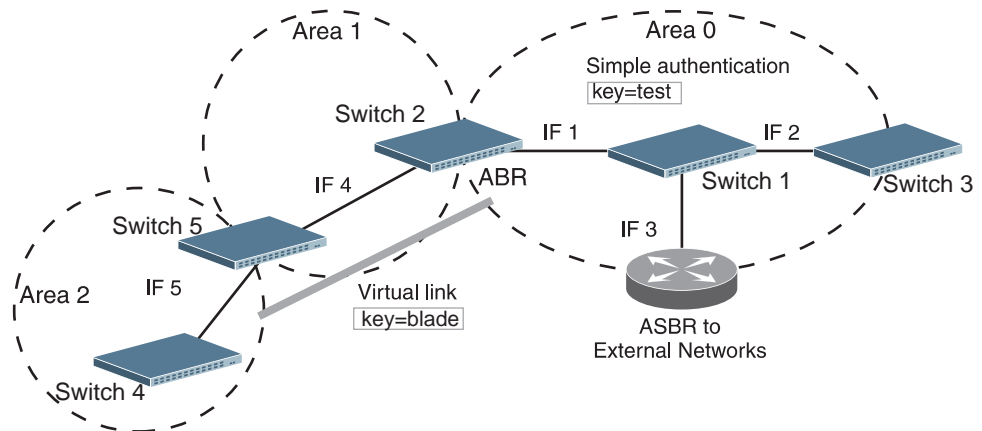 Area 1
Area 0
Simple authentication
key=test
Switch 2
IF 1
IF 2
ABR
Switch 1
Switch 3
IF 4
Switch 5
IF 3
Area 2
IF 5
Virtual link
key=blade
ASBR to
External Networks
Switch 4